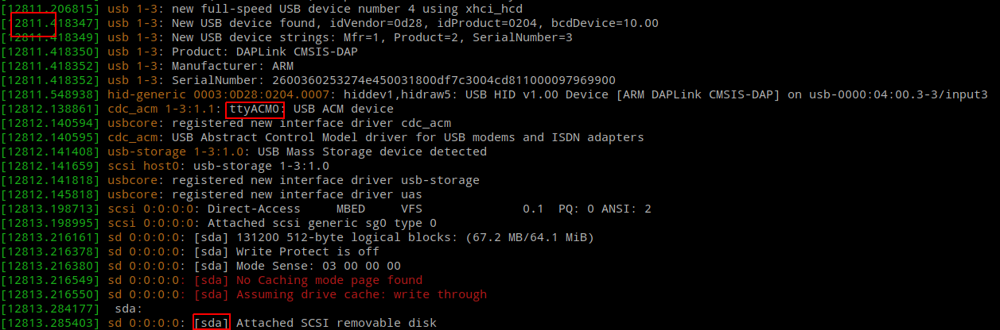 [12811.206815] usb 1-3: new full-speed USB device number 4 using xhci_hcd
[12811.418347] usb 1-3: New USB device found, idVendor=0d28, idProduct=0204, bcdDevice=10.00
[12811.418349] usb 1-3: New USB device strings: Mfr=1, Product=2, SerialNumber=3
[12811.418350] usb 1-3: Product: DAPLink CMSIS-DAP
[12811.418352] usb 1-3: Manufacturer: ARM
[12811.418352] usb 1-3: SerialNumber: 2600360253274e450031800df7c3004cd811000097969900
[12811.548938] hid-generic 0003:0D28:0204.0007: hiddev1,hidraw5: USB HID v1.00 Device [ARM DAPLink CMSIS-DAP] on usb-0000:04:00.3-3/input3
[12812.138861] cdc_acm 1-3:1.1: ttyACM0: USB ACM device
[12812.140594] usbcore: registered new interface driver cdc_acm
[12812.140595] cdc_acm: USB Abstract Control Model driver for USB modems and ISDN adapters
[12812.141408] usb-storage 1-3:1.0: USB Mass Storage device detected
[12812.141659] scsi host0: usb-storage 1-3:1.0
[12812.141818] usbcore: registered new interface driver usb-storage
[12812.145818] usbcore: registered new interface driver uas
[12813.198713] scsi 0:0:0:0: Direct-Access     MBED     VFS              0.1  PQ: 0 ANSI: 2
[12813.198995] scsi 0:0:0:0: Attached scsi generic sg0 type 0
[12813.216161] sd 0:0:0:0: [sda] 131200 512-byte logical blocks: (67.2 MB/64.1 MiB)
[12813.216378] sd 0:0:0:0: [sda] Write Protect is off
[12813.216380] sd 0:0:0:0: [sda] Mode Sense: 03 00 00 00
[12813.216549] sd 0:0:0:0: [sda] No Caching mode page found
[12813.216550] sd 0:0:0:0: [sda] Assuming drive cache: write through
[12813.284177]  sda:
[12813.285403] sd 0:0:0:0: [sda] Attached SCSI removable disk